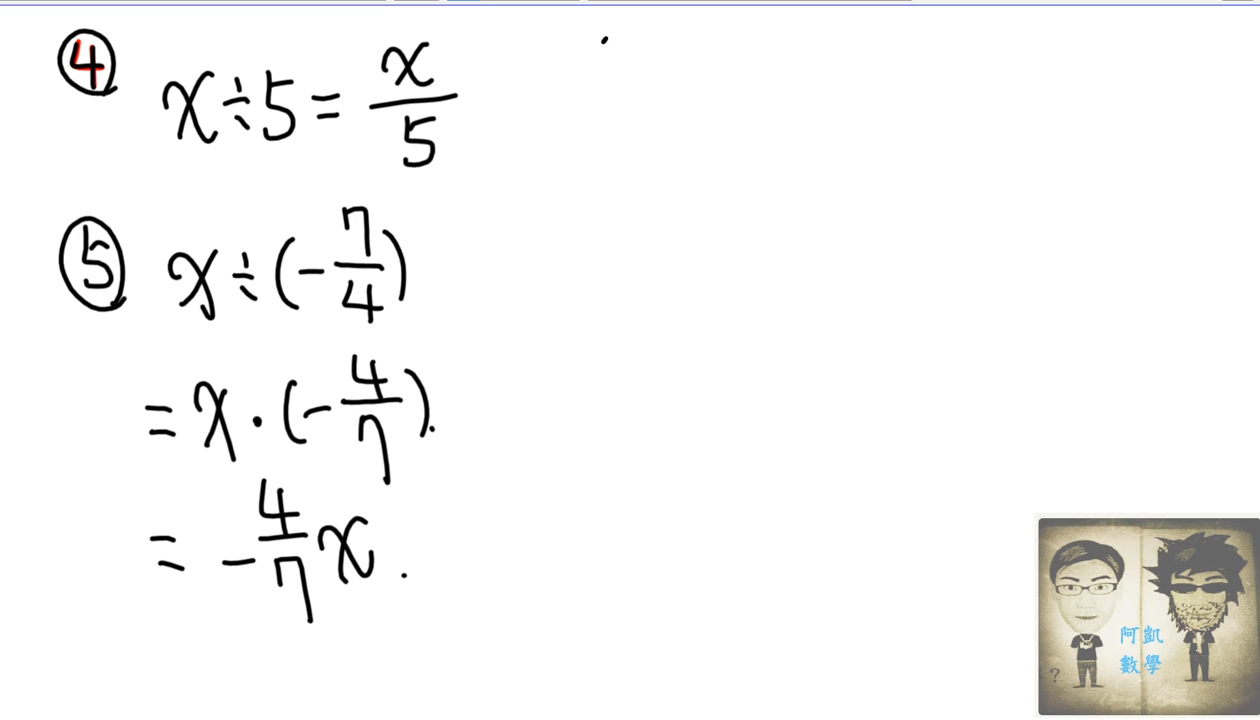 ④ x÷5=x/5
⑤ x÷(-7/4)
=x·(-4/7).
=-4/7x.
阿凱
數學
?